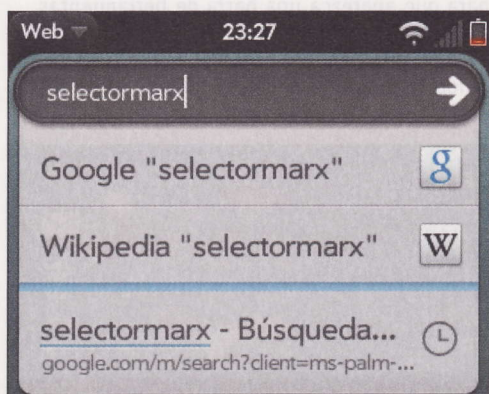 Web 23:27
selectormarx
Google "selectormarx" g
Wikipedia "selectormarx" W
selectormarx - Búsqueda...
google.com/m/search?client=ms-palm-...